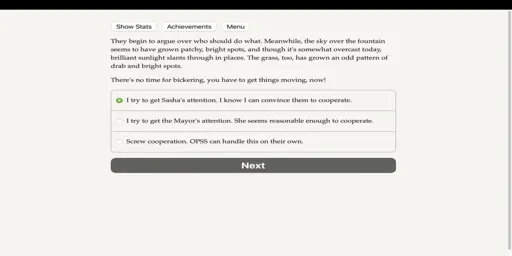 Show Stats Achievements Menu
They begin to argue over who should do what. Meanwhile, the sky over the fountain
seems to have grown patchy, bright spots, and though it's somewhat overcast today,
brilliant sunlight slants through in places. The grass, too, has grown an odd pattern of
drab and bright spots.
There's no time for bickering, you have to get things moving, now!
I try to get Sasha's attention. I know I can convince them to cooperate.
I try to get the Mayor's attention. She seems reasonable enough to cooperate.
Screw cooperation. OPSS can handle this on their own.
Next